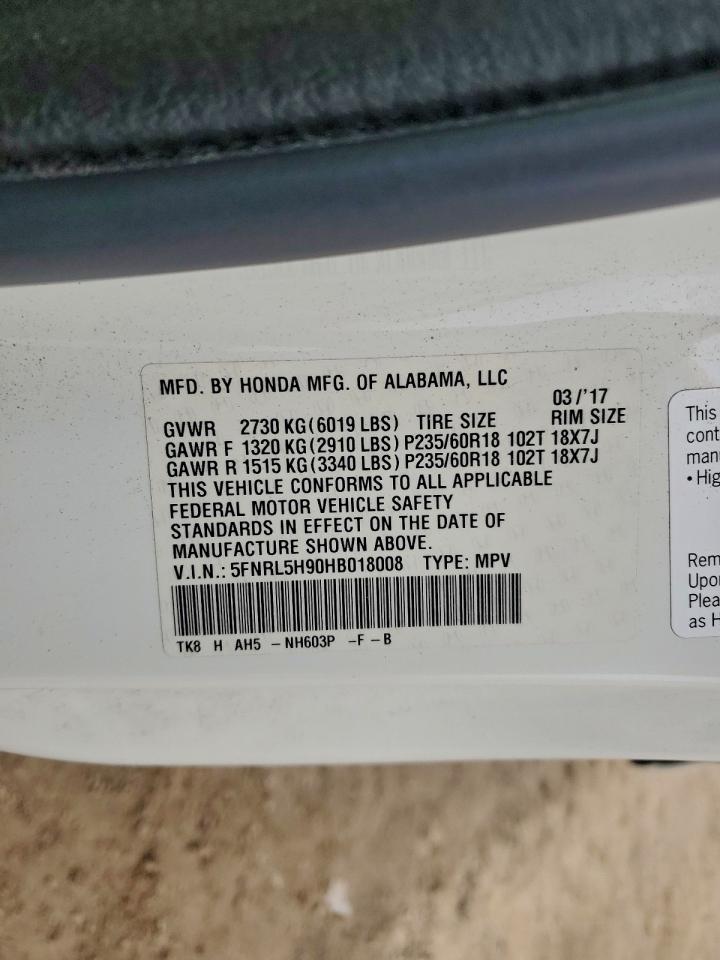 MFD. BY HONDA MFG. OF ALABAMA, LLC
03/'17
GVWR 2730 KG(6019 LBS) TIRE SIZE RIM SIZE
GAWR F 1320 KG(2910 LBS) P235/60R18 102T 18X7J
GAWR R 1515 KG(3340 LBS) P235/60R18 102T 18X7J
THIS VEHICLE CONFORMS TO ALL APPLICABLE
FEDERAL MOTOR VEHICLE SAFETY
STANDARDS IN EFFECT ON THE DATE OF
MANUFACTURE SHOWN ABOVE.
V.I.N.: 5FNRL5H90HB018008 TYPE: MPV
TK8 H AH5 -NH603P -F-B
This
cont
man
• Hig
Rem
Upo
Plea
as H